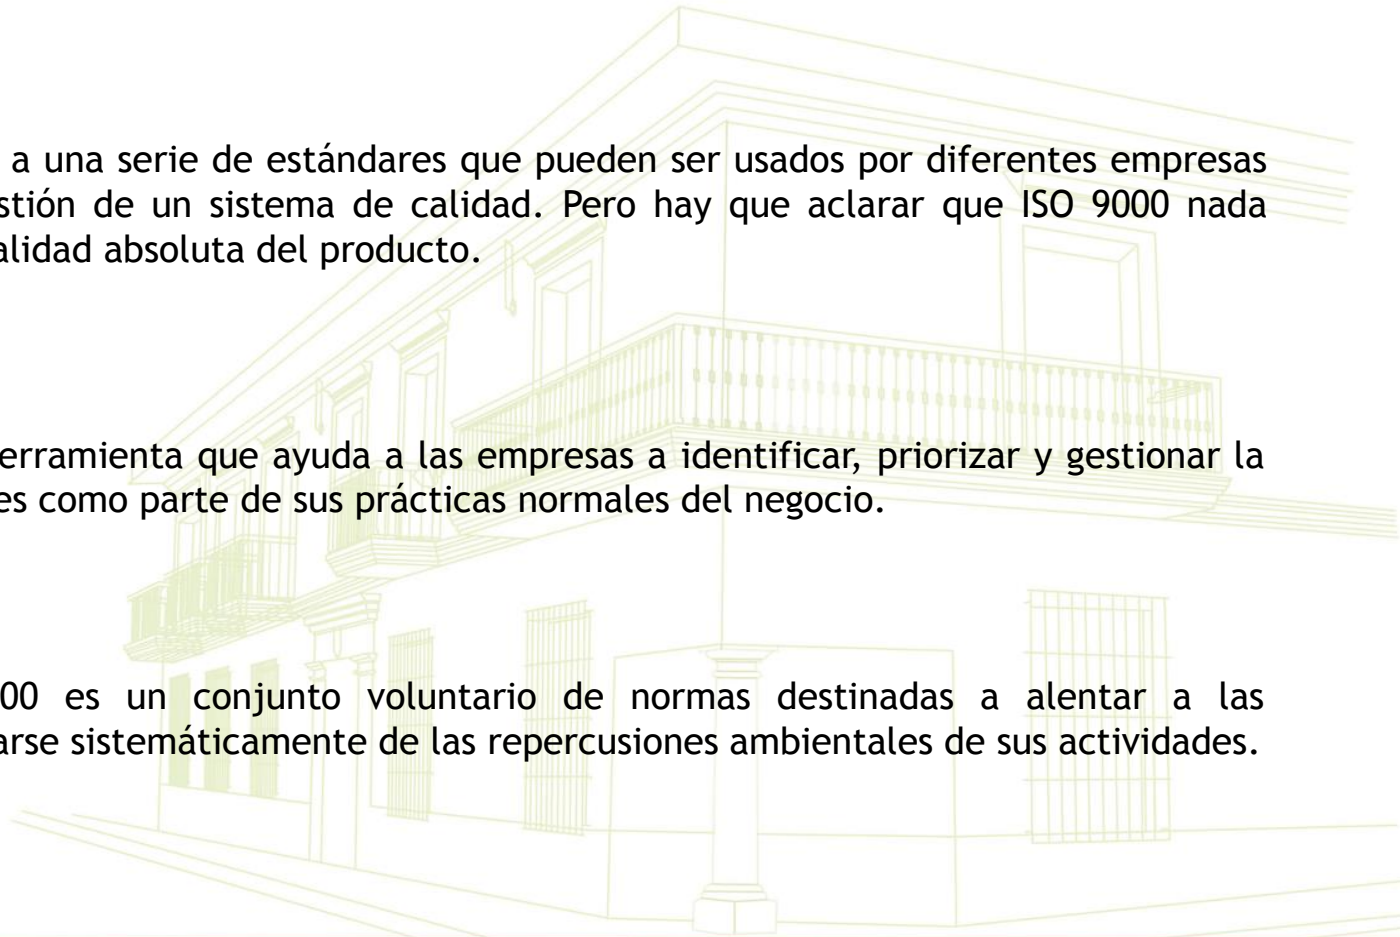 a una serie de estándares que pueden ser usados por diferentes empresas
stión de un sistema de calidad. Pero hay que aclarar que ISO 9000 nada
alidad absoluta del producto.
erramienta que ayuda a las empresas a identificar, priorizar y gestionar la
es como parte de sus prácticas normales del negocio.
00 es un conjunto voluntario de normas destinadas a alentar a las
arse sistemáticamente de las repercusiones ambientales de sus actividades.